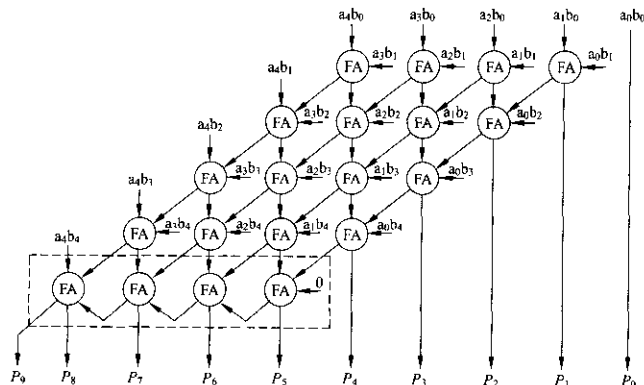 a₄b₀ a₃b₀ a₂b₀ a₁b₀ a₀b₀
FA a₃b₁ FA a₂b₁ FA a₁b₁ FA a₀b₁
a₄b₁
FA a₃b₂ FA a₂b₂ FA a₁b₂ FA a₀b₂
a₄b₂
FA a₃b₃ FA a₂b₃ FA a₁b₃ FA a₀b₃
a₄b₃
FA a₃b₄ FA a₂b₄ FA a₁b₄ FA a₀b₄
a₄b₄
FA FA FA FA 0
P₉ P₈ P₇ P₆ P₅ P₄ P₃ P₂ P₁ P₀